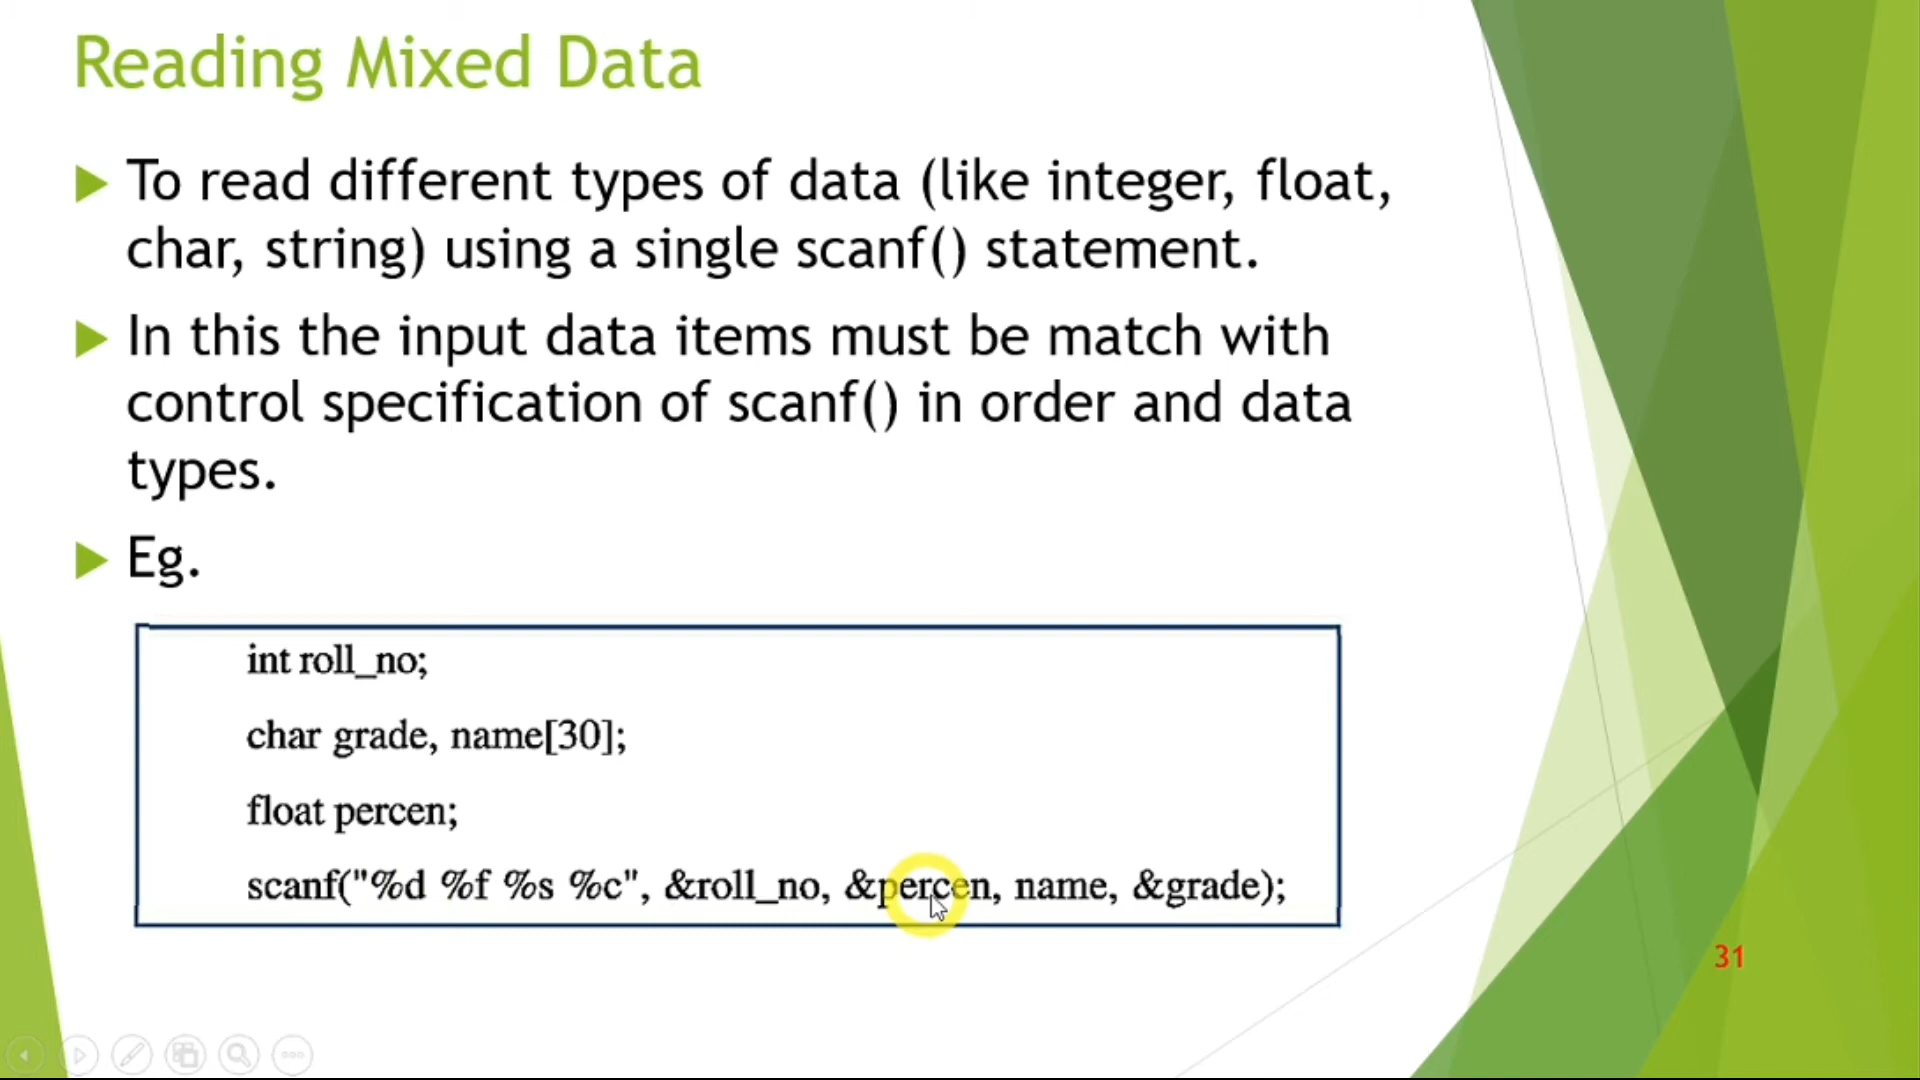 Reading Mixed Data
To read different types of data (like integer, float,
char, string) using a single scanf() statement.
In this the input data items must be match with
control specification of scanf() in order and data
types.
Eg.
int roll_no;
char grade, name[30];
float percen;
scanf("%d %f %s %c", &roll_no, &percen, name, &grade);
31